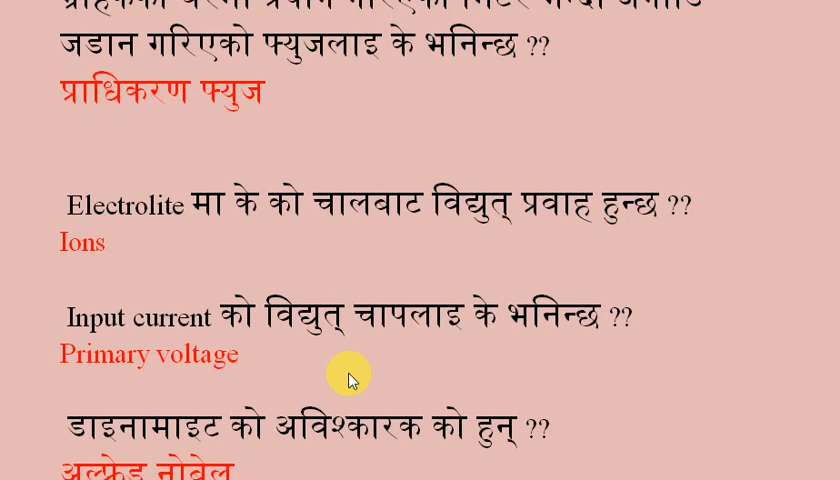 जडान गरिएको फ्युजलाइ के भनिन्छ ??
प्राधिकरण फ्युज
Electrolite मा के को चालबाट विद्युत् प्रवाह हुन्छ ??
Ions
Input current को विद्युत् चापलाइ के भनिन्छ ??
Primary voltage
डाइनामाइट को अविश्कारक को हुन् ??
अल्फ्रेड नोबेल